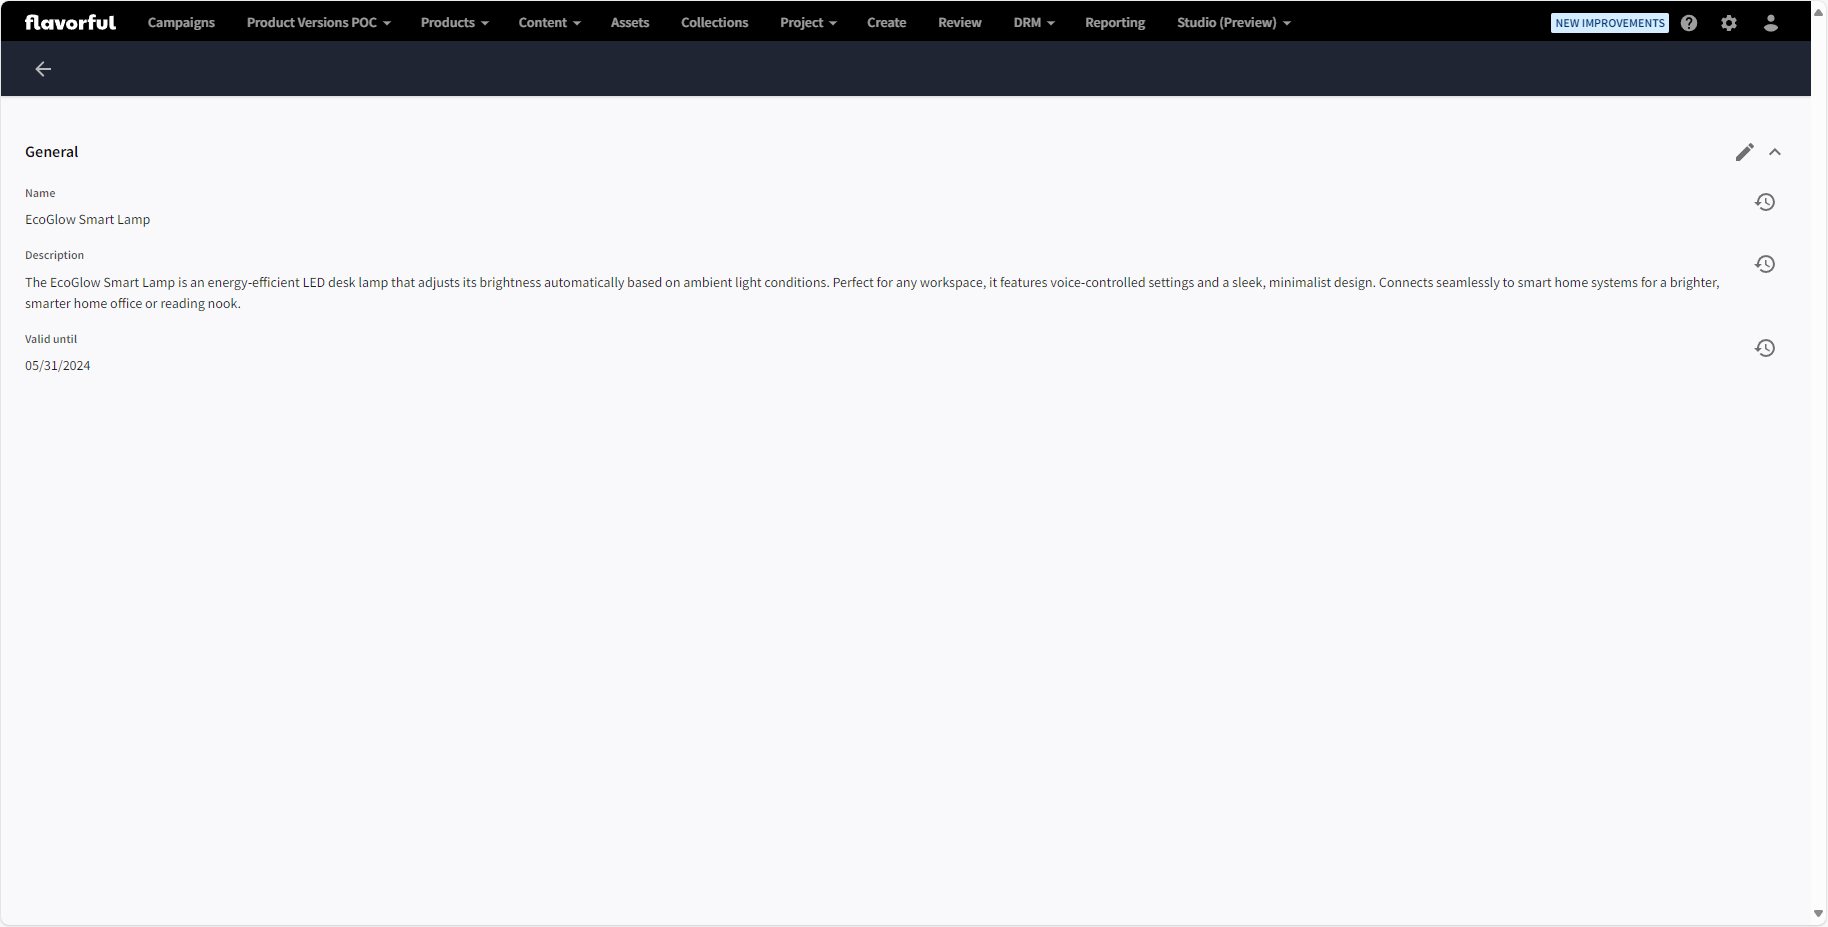 flavorful Campaigns Product Versions POC Products Content Assets Collections Project Create Review DRM Reporting Studio (Preview) NEW IMPROVEMENTS
General
Name
EcoGlow Smart Lamp
Description
The EcoGlow Smart Lamp is an energy-efficient LED desk lamp that adjusts its brightness automatically based on ambient light conditions. Perfect for any workspace, it features voice-controlled settings and a sleek, minimalist design. Connects seamlessly to smart home systems for a brighter,
smarter home office or reading nook.
Valid until
05/31/2024